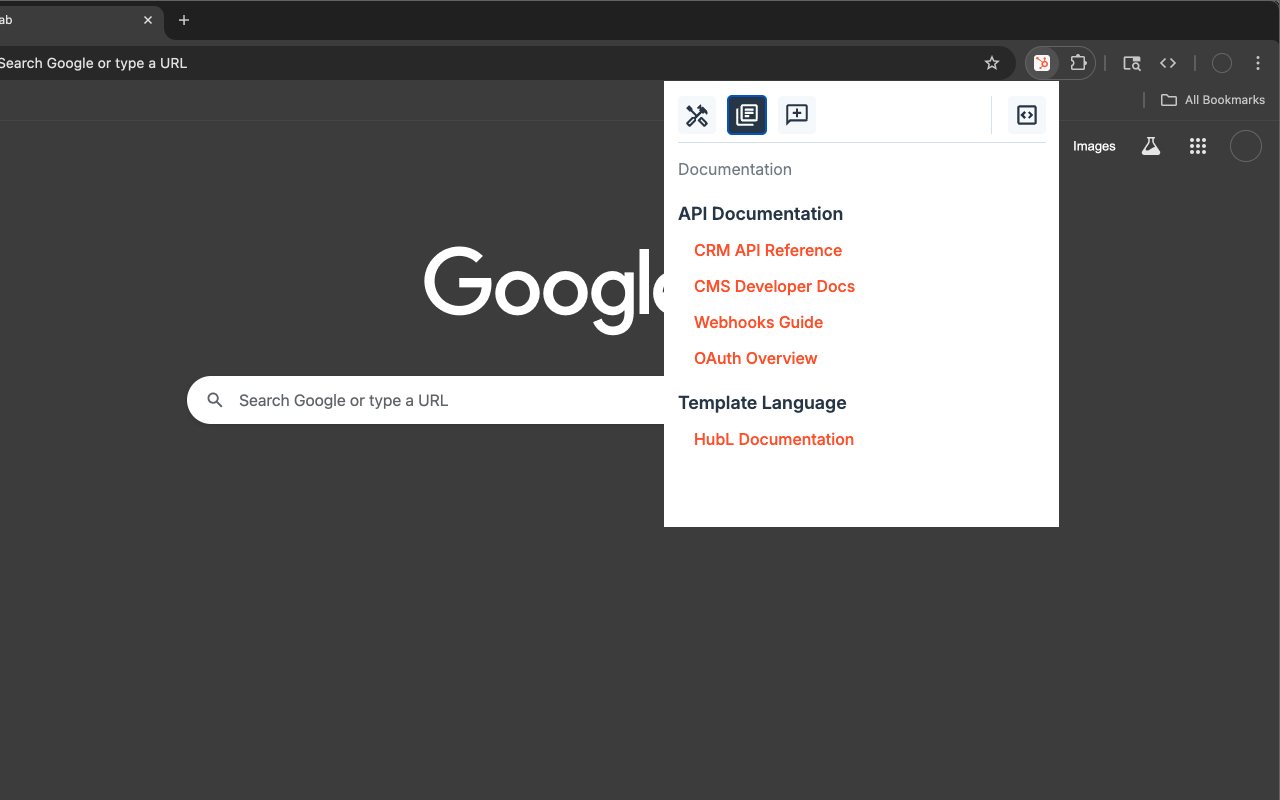 ab
Search Google or type a URL
All Bookmarks
Images
Documentation
API Documentation
CRM API Reference
CMS Developer Docs
Webhooks Guide
OAuth Overview
Template Language
HubL Documentation
Google
Search Google or type a URL